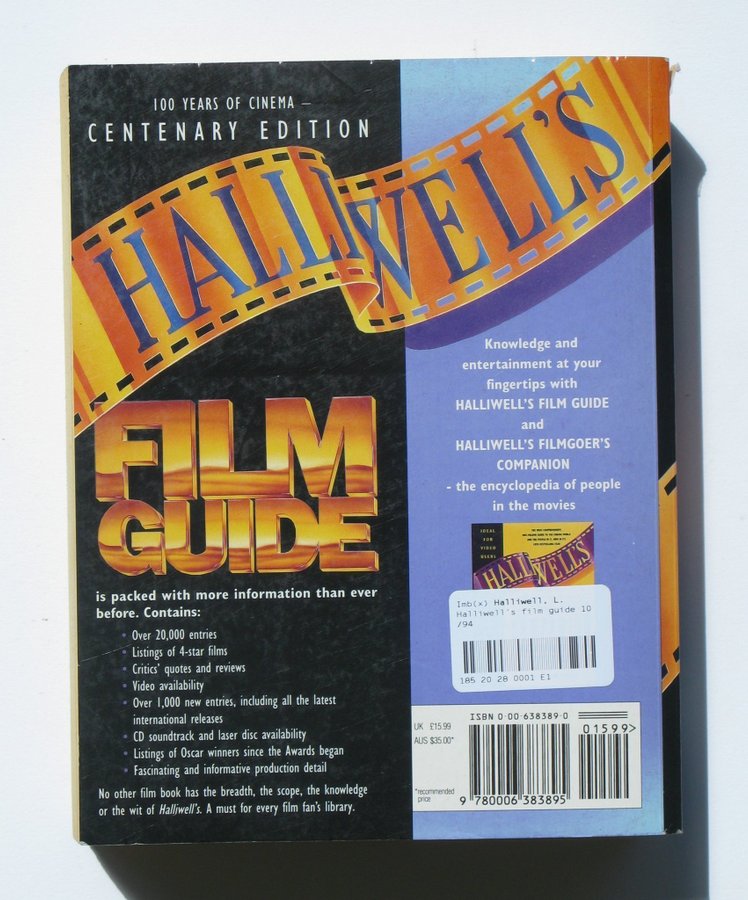 100 YEARS OF CINEMA –
CENTENARY EDITION
HALLIWELL'S
FILM
GUIDE
is packed with more information than ever
before. Contains:
• Over 20,000 entries
• Listings of 4-star films
• Critics' quotes and reviews
• Video availability
• Over 1,000 new entries, including all the latest
international releases
• CD soundtrack and laser disc availability
• Listings of Oscar winners since the Awards began
• Fascinating and informative production detail
No other film book has the breadth, the scope, the knowledge
or the wit of Halliwell's. A must for every film fan's library.
Knowledge and
entertainment at your
fingertips with
HALLIWELL'S FILM GUIDE
and
HALLIWELL'S FILMGOER'S
COMPANION
- the encyclopedia of people
in the movies
IDEAL
FOR
VIDEO
USERS
HALLIWELL'S
Imb(x) Halliwell, L.
Halliwell's film guide 10
/94
185 20 28 0001 E1
UK £15.99
AUS $35.00*
*recommended
price
ISBN 0-00-638389-0
01599>
9 780006 383895